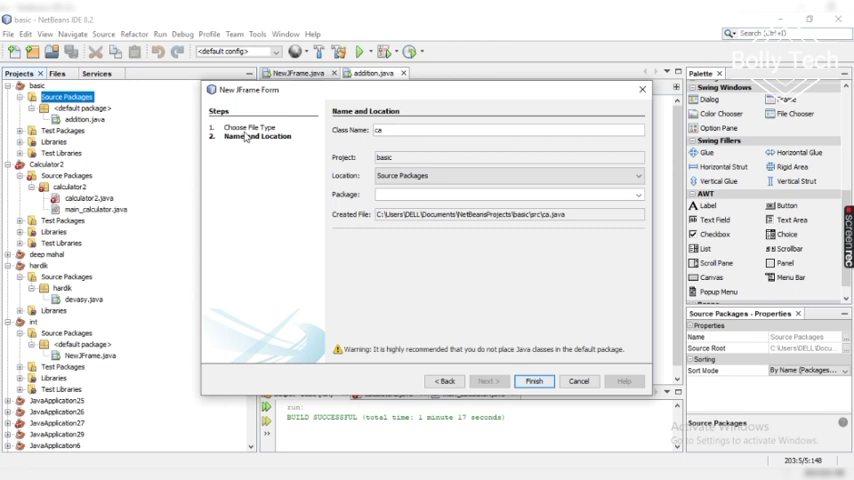 basic - NetBeans IDE 8.2
File Edit View Navigate Source Refactor Run Debug Profile Team Tools Window Help
Search (Ctrl+I)
<default config>
Bolly Tech
Projects Files Services
NewJFrame.java addition.java
Palette
basic
Source Packages
<default package>
addition.java
Test Packages
Libraries
Test Libraries
Calculator2
Source Packages
calculator2
calculator2.java
main_calculator.java
Test Packages
Libraries
Test Libraries
deep mahal
hardik
Source Packages
hardik
devasy.java
Libraries
int
Source Packages
<default package>
NewJFrame.java
Test Packages
Libraries
Test Libraries
JavaApplication25
JavaApplication26
JavaApplication27
JavaApplication29
JavaApplication6
New JFrame Form
Steps
1. Choose File Type
2. Name and Location
Name and Location
Class Name: ca
Project: basic
Location: Source Packages
Package:
Created File: C:\Users\DELL\Documents\NetBeansProjects\basic\src\ca.java
Warning: It is highly recommended that you do not place Java classes in the default package.
< Back Next > Finish Cancel Help
run:
BUILD SUCCESSFUL (total time: 1 minute 17 seconds)
Swing Windows
Dialog Frame
Color Chooser File Chooser
Option Pane
Swing Fillers
Glue Horizontal Glue
Horizontal Strut Rigid Area
Vertical Glue Vertical Strut
AWT
Label Button
Text Field Text Area
Checkbox Choice
List Scrollbar
Scroll Pane Panel
Canvas Menu Bar
Popup Menu
screenrec
Source Packages - Properties
Properties
Name Source Packages
Source Root C:\Users\DELL\Docu...
Sorting
Sort Mode By Name (Packages...
Source Packages
Activate Windows
Go to Settings to activate Windows.
203:5/5:148